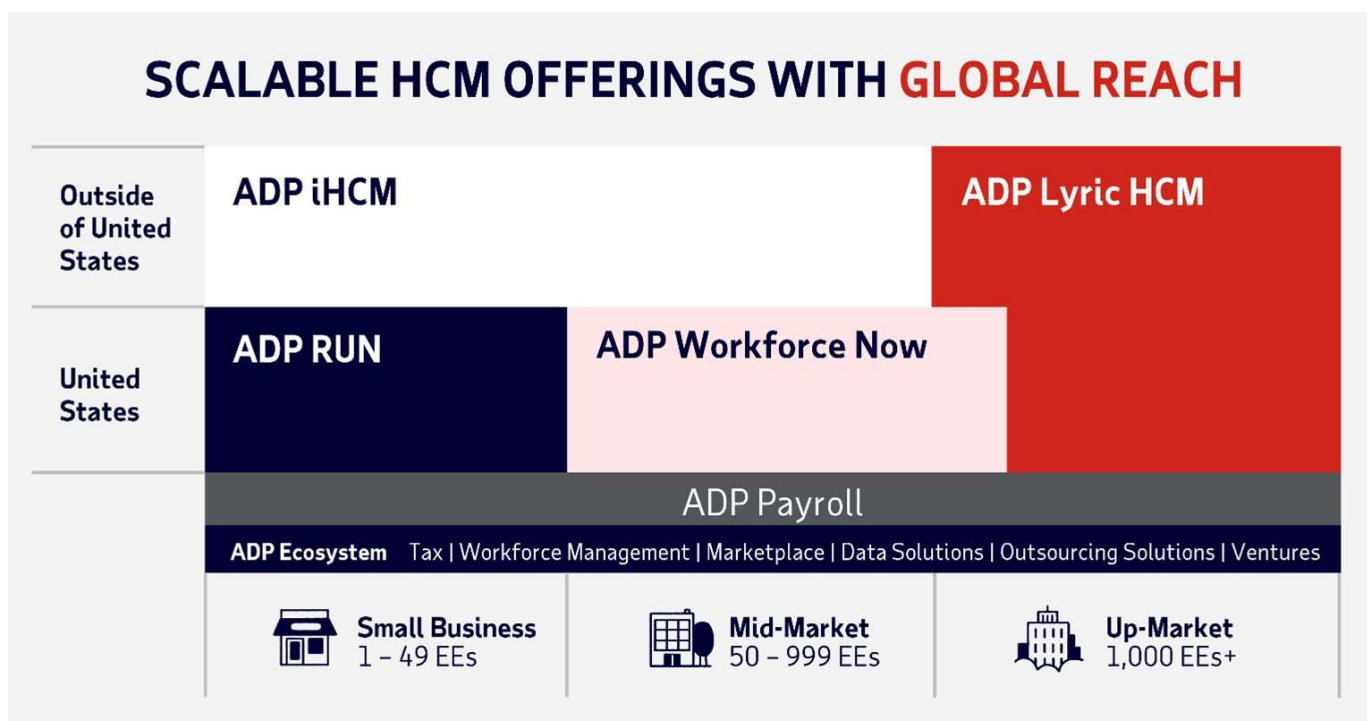 SCALABLE HCM OFFERINGS WITH GLOBAL REACH
Outside
of United
States
ADP iHCM
ADP Lyric HCM
United
States
ADP RUN
ADP Workforce Now
ADP Payroll
ADP Ecosystem Tax | Workforce Management | Marketplace | Data Solutions | Outsourcing Solutions | Ventures
Small Business
1 – 49 EEs
Mid-Market
50 – 999 EEs
Up-Market
1,000 EEs+